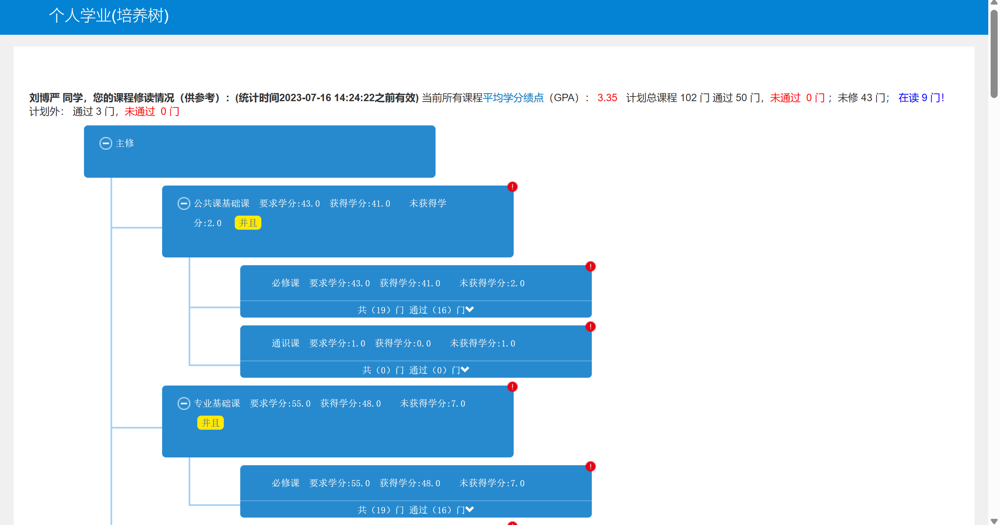 个人学业(培养树)
刘博严 同学，您的课程修读情况（供参考）：(统计时间2023-07-16 14:24:22之前有效) 当前所有课程平均学分绩点（GPA）： 3.35 计划总课程 102 门 通过 50 门，未通过 0 门 ；未修 43 门； 在读 9 门！
计划外： 通过 3 门，未通过 0 门
主修
公共课基础课 要求学分:43.0 获得学分:41.0 未获得学
分:2.0 并且
必修课 要求学分:43.0 获得学分:41.0 未获得学分:2.0
共（19）门 通过（16）门
通识课 要求学分:1.0 获得学分:0.0 未获得学分:1.0
共（0）门 通过（0）门
专业基础课 要求学分:55.0 获得学分:48.0 未获得学分:7.0
并且
必修课 要求学分:55.0 获得学分:48.0 未获得学分:7.0
共（19）门 通过（16）门